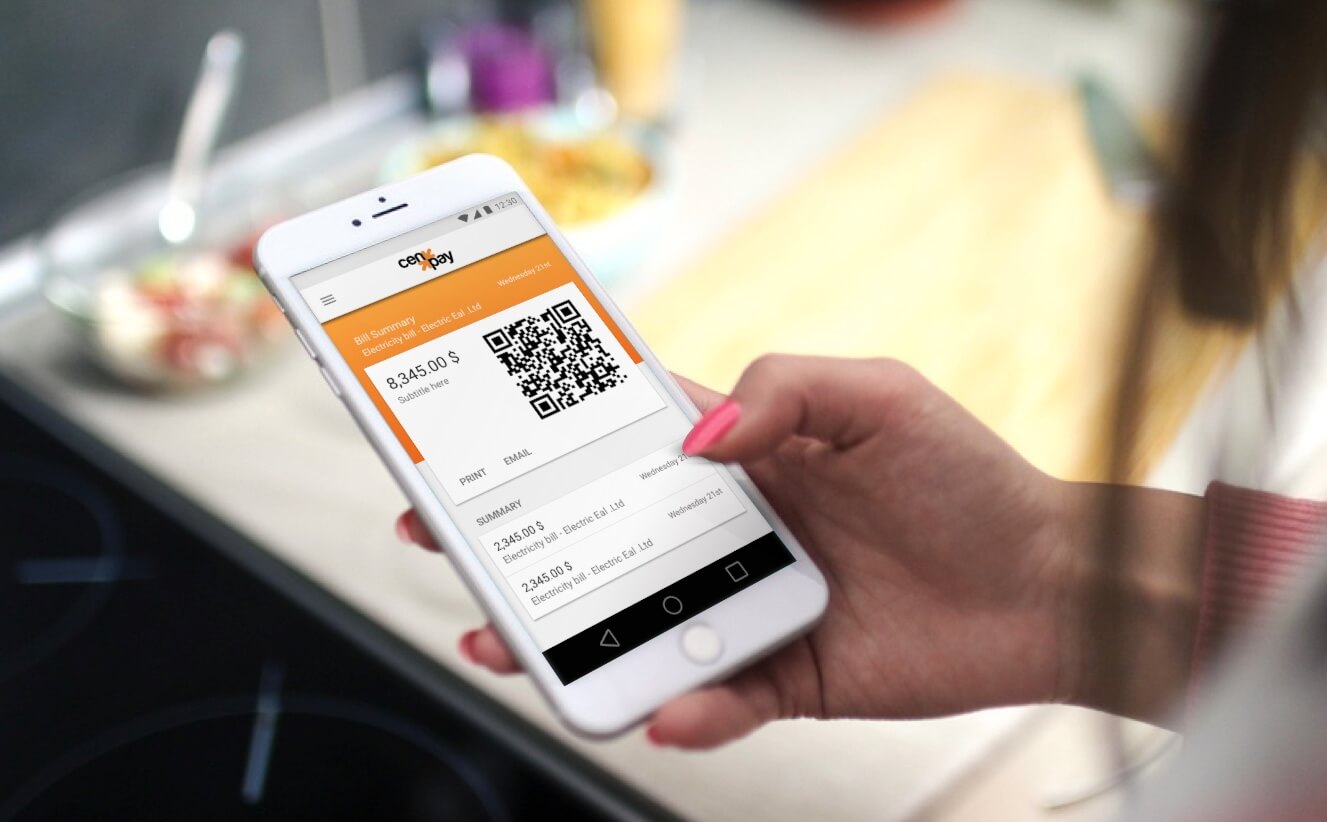 12:30
cenxpay
Wednesday 21st
Bill Summary
Electricity bill - Electric Eal .Ltd
8,345.00 $
Subtitle here
PRINT EMAIL
SUMMARY
2,345.00 $ Wednesday 21
Electricity bill - Electric Eal .Ltd
2,345.00 $ Wednesday 21st
Electricity bill - Electric Eal .Ltd